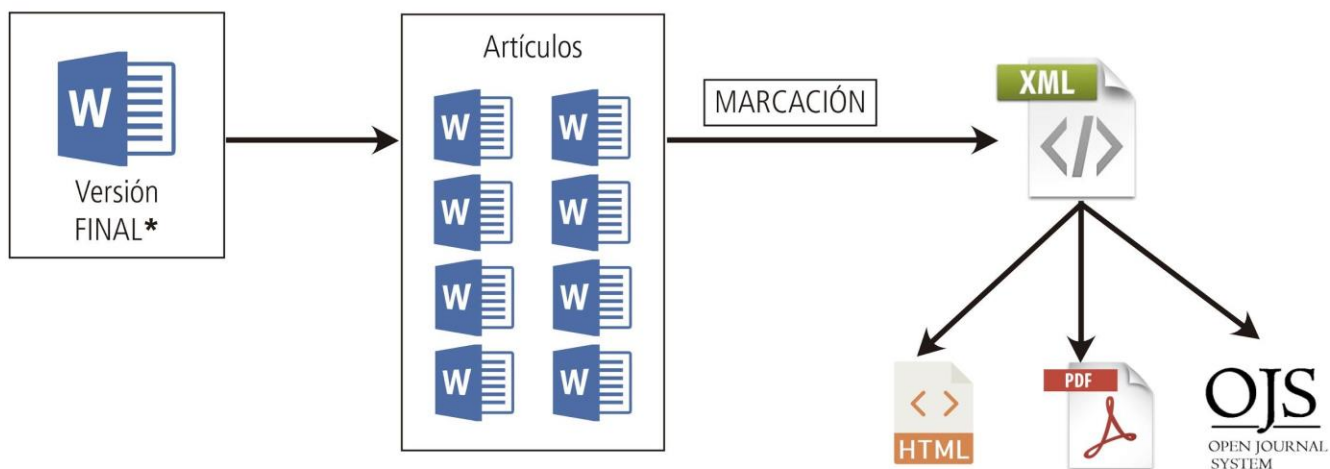 W
Versión
FINAL*
Artículos
W W
W W
W W
W W
MARCACIÓN
XML
</>
< >
HTML
PDF
OJS
OPEN JOURNAL
SYSTEM